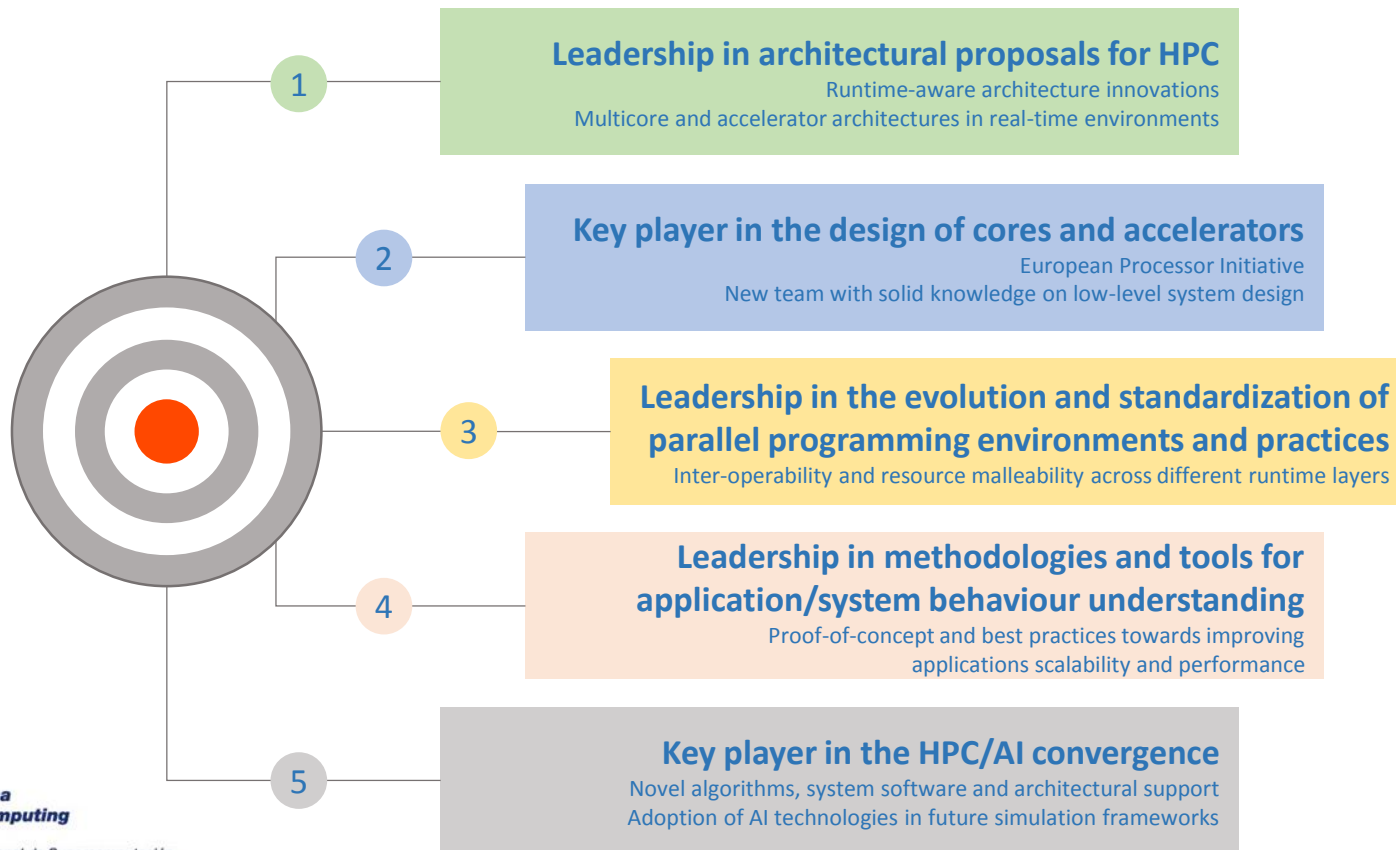 1
Leadership in architectural proposals for HPC
Runtime-aware architecture innovations
Multicore and accelerator architectures in real-time environments
2
Key player in the design of cores and accelerators
European Processor Initiative
New team with solid knowledge on low-level system design
3
Leadership in the evolution and standardization of
parallel programming environments and practices
Inter-operability and resource malleability across different runtime layers
4
Leadership in methodologies and tools for
application/system behaviour understanding
Proof-of-concept and best practices towards improving
applications scalability and performance
5
Key player in the HPC/AI convergence
Novel algorithms, system software and architectural support
Adoption of AI technologies in future simulation frameworks
a
mputing